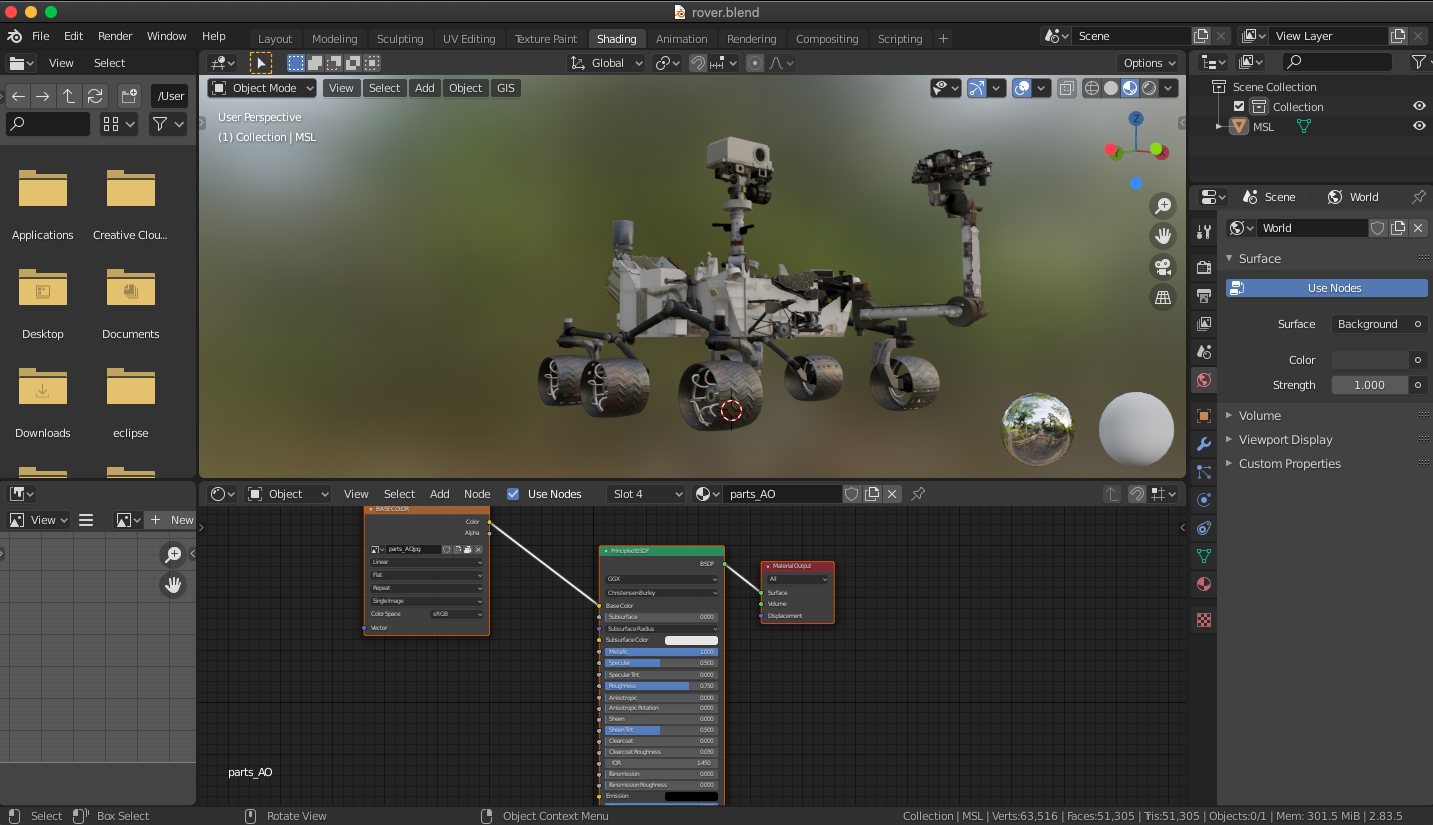 rover.blend
File Edit Render Window Help
Layout Modeling Sculpting UV Editing Texture Paint Shading Animation Rendering Compositing Scripting +
Scene
View Layer
View Select
Global
Options
/User
Object Mode View Select Add Object GIS
User Perspective
(1) Collection | MSL
Z
Scene Collection
Collection
MSL
Scene World
World
Surface
Use Nodes
Surface Background
Color
Strength 1.000
Volume
Viewport Display
Custom Properties
Applications Creative Clou...
Desktop Documents
Downloads eclipse
View + New
Object View Select Add Node Use Nodes Slot 4 parts_AO
BASECOLOR
Color
Alpha
parts_AO.jpg
Linear
Flat
Repeat
Single Image
Color Space sRGB
Vector
Principled BSDF
BSDF
GGX
Christensen-Burley
Base Color
Subsurface 0.000
Subsurface Radius
Subsurface Color
Metallic 1.000
Specular 0.500
Specular Tint 0.000
Roughness 0.750
Anisotropic 0.000
Anisotropic Rotation 0.000
Sheen 0.000
Sheen Tint 0.500
Clearcoat 0.000
Clearcoat Roughness 0.030
IOR 1.450
Transmission 0.000
Transmission Roughness 0.000
Emission
Material Output
All
Surface
Volume
Displacement
parts_AO
Select Box Select Rotate View Object Context Menu
Collection | MSL | Verts:63,516 | Faces:51,305 | Tris:51,305 | Objects:0/1 | Mem: 301.5 MiB | 2.83.5